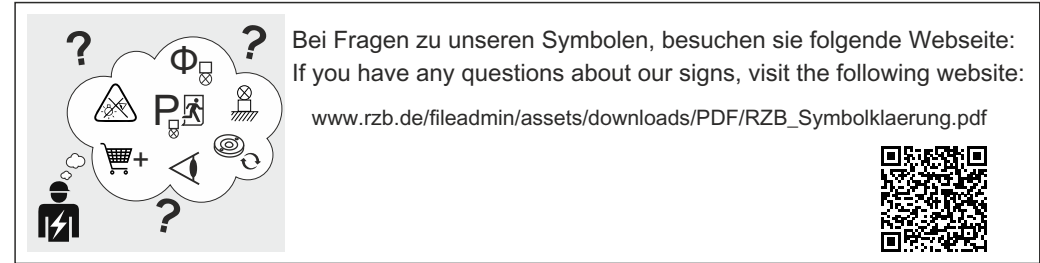 ? ?
Φ
P
+
?
Bei Fragen zu unseren Symbolen, besuchen sie folgende Webseite:
If you have any questions about our signs, visit the following website:
www.rzb.de/fileadmin/assets/downloads/PDF/RZB_Symbolklaerung.pdf